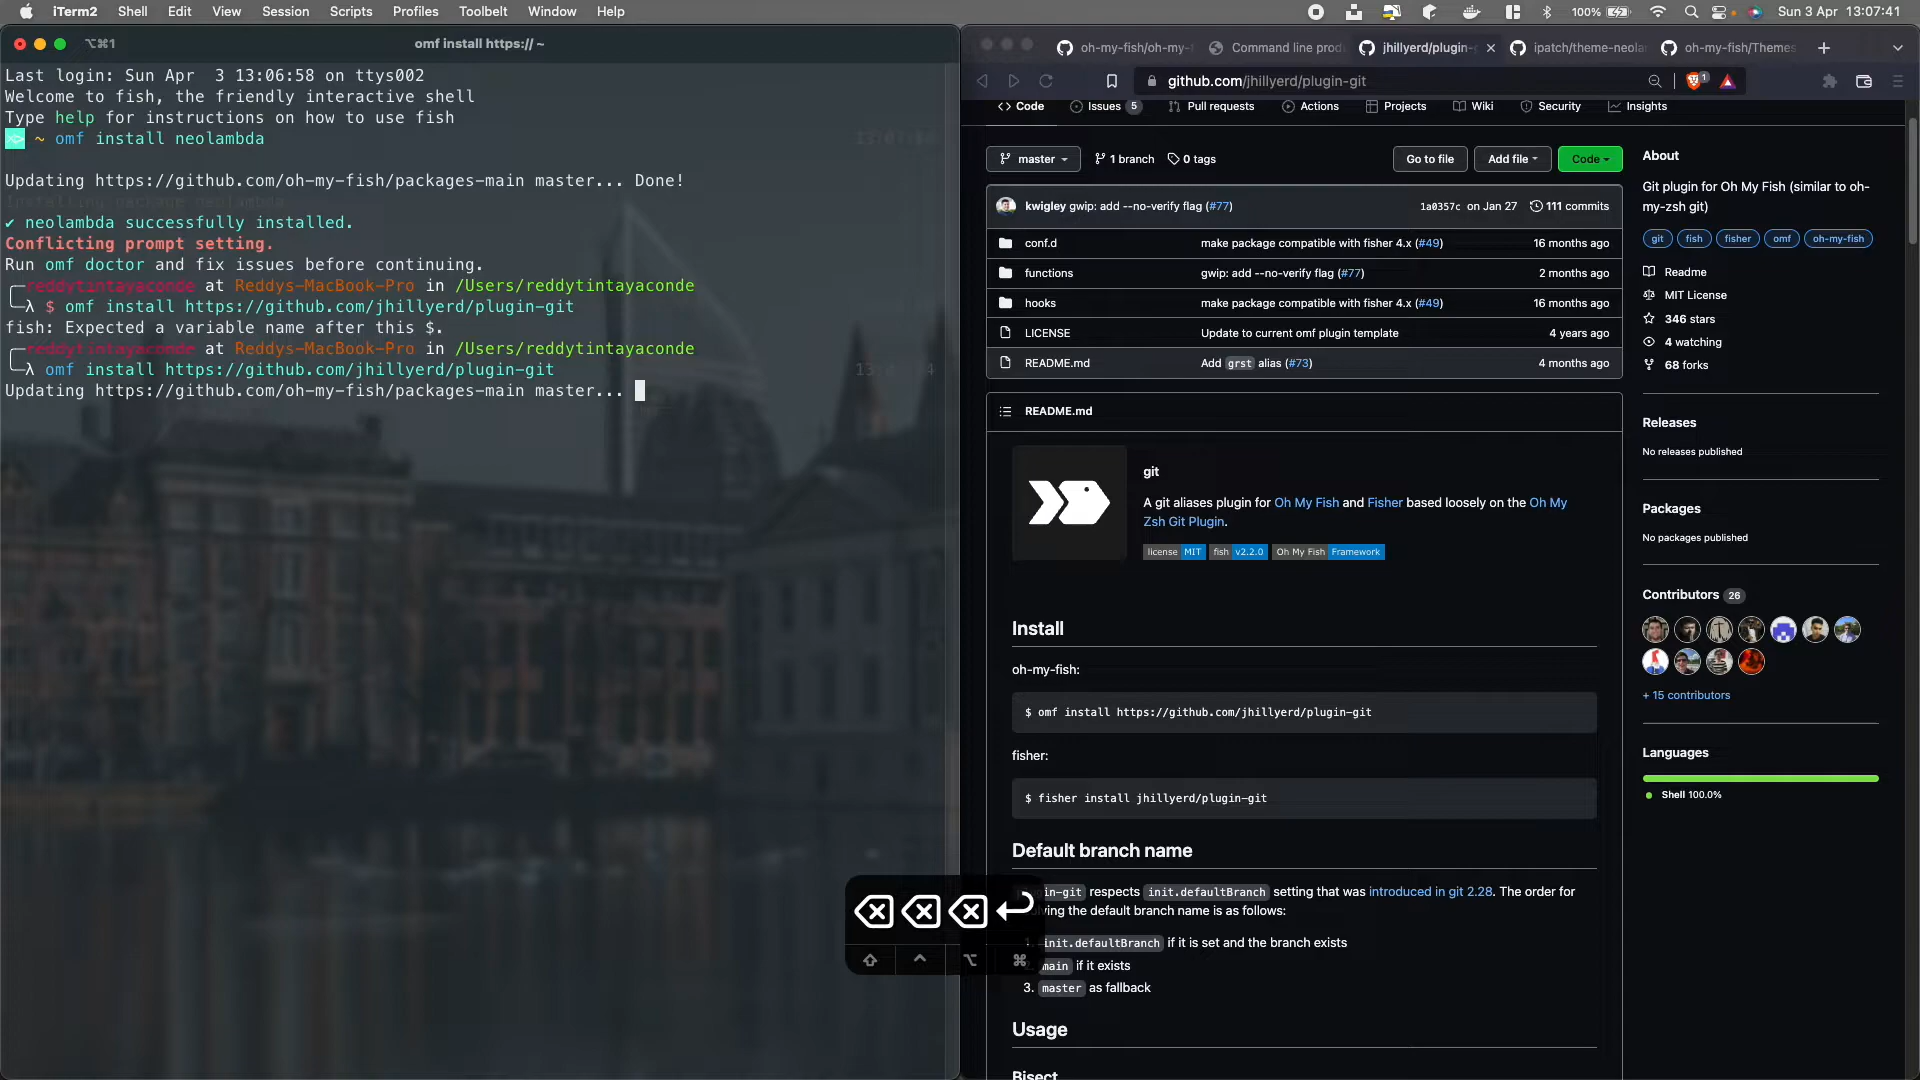 iTerm2 Shell Edit View Session Scripts Profiles Toolbelt Window Help
100% Sun 3 Apr 13:07:41
⌥⌘1
omf install https:// ~
Last login: Sun Apr  3 13:06:58 on ttys002
Welcome to fish, the friendly interactive shell
Type help for instructions on how to use fish
~ omf install neolambda
Updating https://github.com/oh-my-fish/packages-main master... Done!
Installing package neolambda
✔ neolambda successfully installed.
Conflicting prompt setting.
Run omf doctor and fix issues before continuing.
reddytintayaconde at Reddys-MacBook-Pro in /Users/reddytintayaconde
λ $ omf install https://github.com/jhillyerd/plugin-git
fish: Expected a variable name after this $.
reddytintayaconde at Reddys-MacBook-Pro in /Users/reddytintayaconde
λ omf install https://github.com/jhillyerd/plugin-git
Updating https://github.com/oh-my-fish/packages-main master...
oh-my-fish/oh-my-
Command line prod
jhillyerd/plugin-
ipatch/theme-neola
oh-my-fish/Themes
github.com/jhillyerd/plugin-git
1
Code
Issues 5
Pull requests
Actions
Projects
Wiki
Security
Insights
master
1 branch
0 tags
Go to file
Add file
Code
kwigley gwip: add --no-verify flag (#77) 1a0357c on Jan 27 111 commits
conf.d make package compatible with fisher 4.x (#49) 16 months ago
functions gwip: add --no-verify flag (#77) 2 months ago
hooks make package compatible with fisher 4.x (#49) 16 months ago
LICENSE Update to current omf plugin template 4 years ago
README.md Add grst alias (#73) 4 months ago
README.md
git
A git aliases plugin for Oh My Fish and Fisher based loosely on the Oh My
Zsh Git Plugin.
license MIT fish v2.2.0 Oh My Fish Framework
Install
oh-my-fish:
$ omf install https://github.com/jhillyerd/plugin-git
fisher:
$ fisher install jhillyerd/plugin-git
Default branch name
in-git respects init.defaultBranch setting that was introduced in git 2.28. The order for
ving the default branch name is as follows:
1. init.defaultBranch if it is set and the branch exists
2. main if it exists
3. master as fallback
Usage
Bisect
About
Git plugin for Oh My Fish (similar to oh-
my-zsh git)
git fish fisher omf oh-my-fish
Readme
MIT License
346 stars
4 watching
68 forks
Releases
No releases published
Packages
No packages published
Contributors 26
+ 15 contributors
Languages
Shell 100.0%
⌫⌫⌫↩
⇧ ⌃ ⌥ ⌘